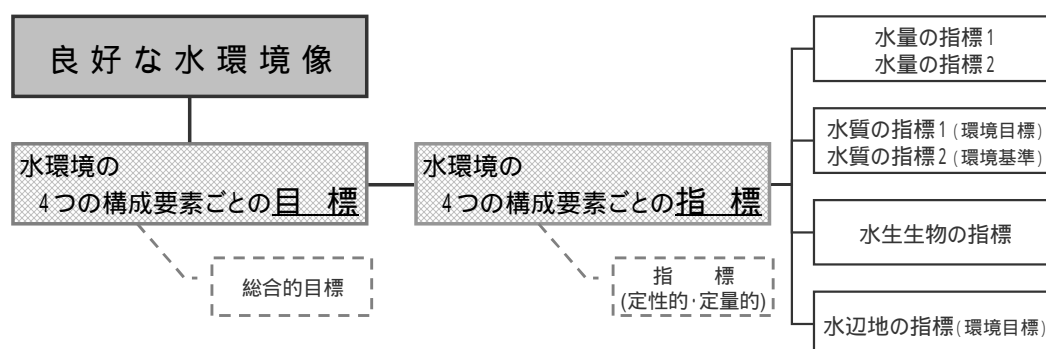 良好な水環境像
水環境の
4つの構成要素ごとの目 標
総合的目標
水環境の
4つの構成要素ごとの指 標
指 標
(定性的・定量的)
水量の指標1
水量の指標2
水質の指標1(環境目標)
水質の指標2(環境基準)
水生生物の指標
水辺地の指標(環境目標)